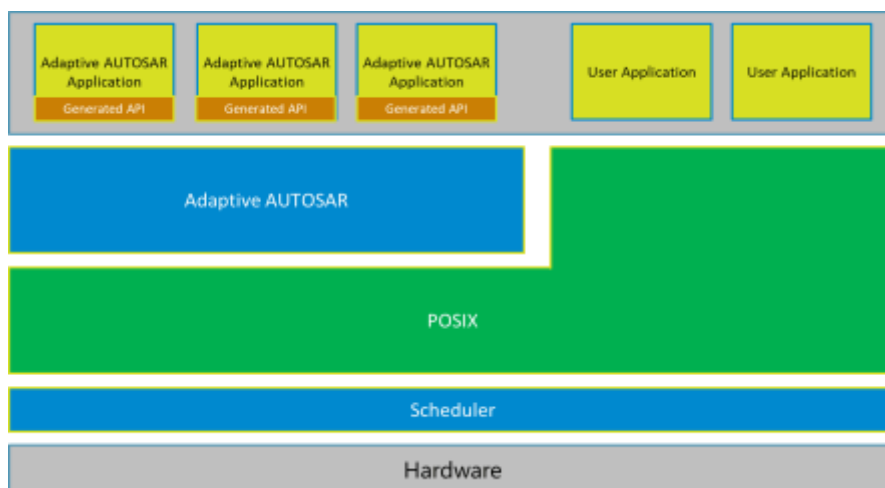 Adaptive AUTOSAR
Application
Generated API
Adaptive AUTOSAR
Application
Generated API
Adaptive AUTOSAR
Application
Generated API
User Application
User Application
Adaptive AUTOSAR
POSIX
Scheduler
Hardware